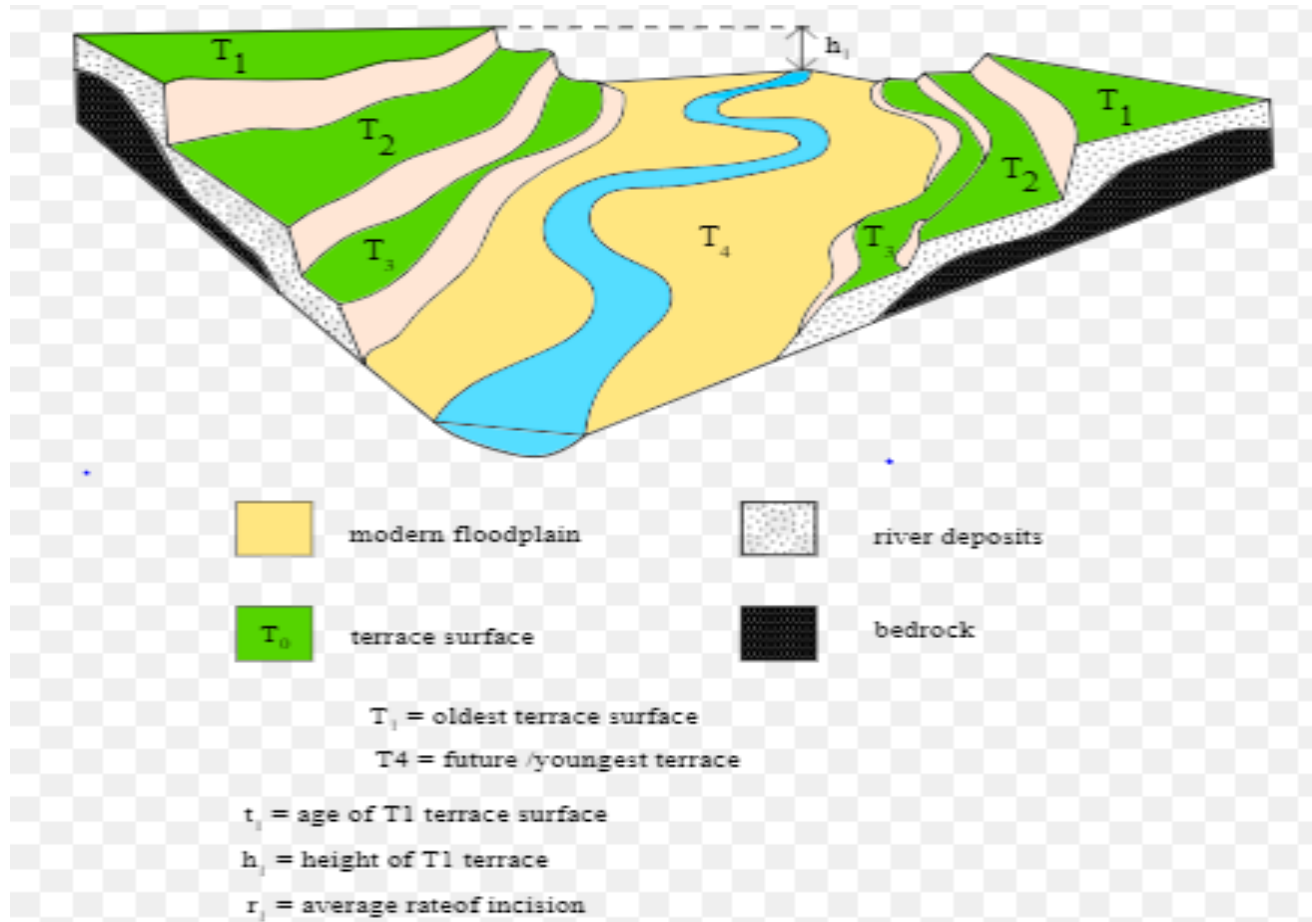 T1
h1
T1
T2
T2
T3
T4
T3
modern floodplain
river deposits
T0
terrace surface
bedrock
T1 = oldest terrace surface
T4 = future /youngest terrace
t1 = age of T1 terrace surface
h1 = height of T1 terrace
r1 = average rateof incision